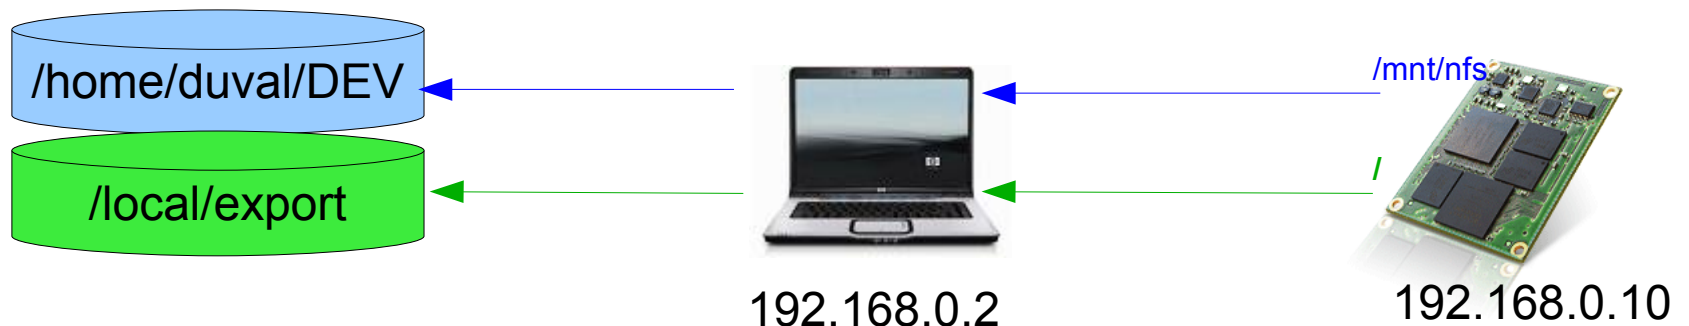 /home/duval/DEV
/mnt/nfs
/local/export
/
192.168.0.2
192.168.0.10